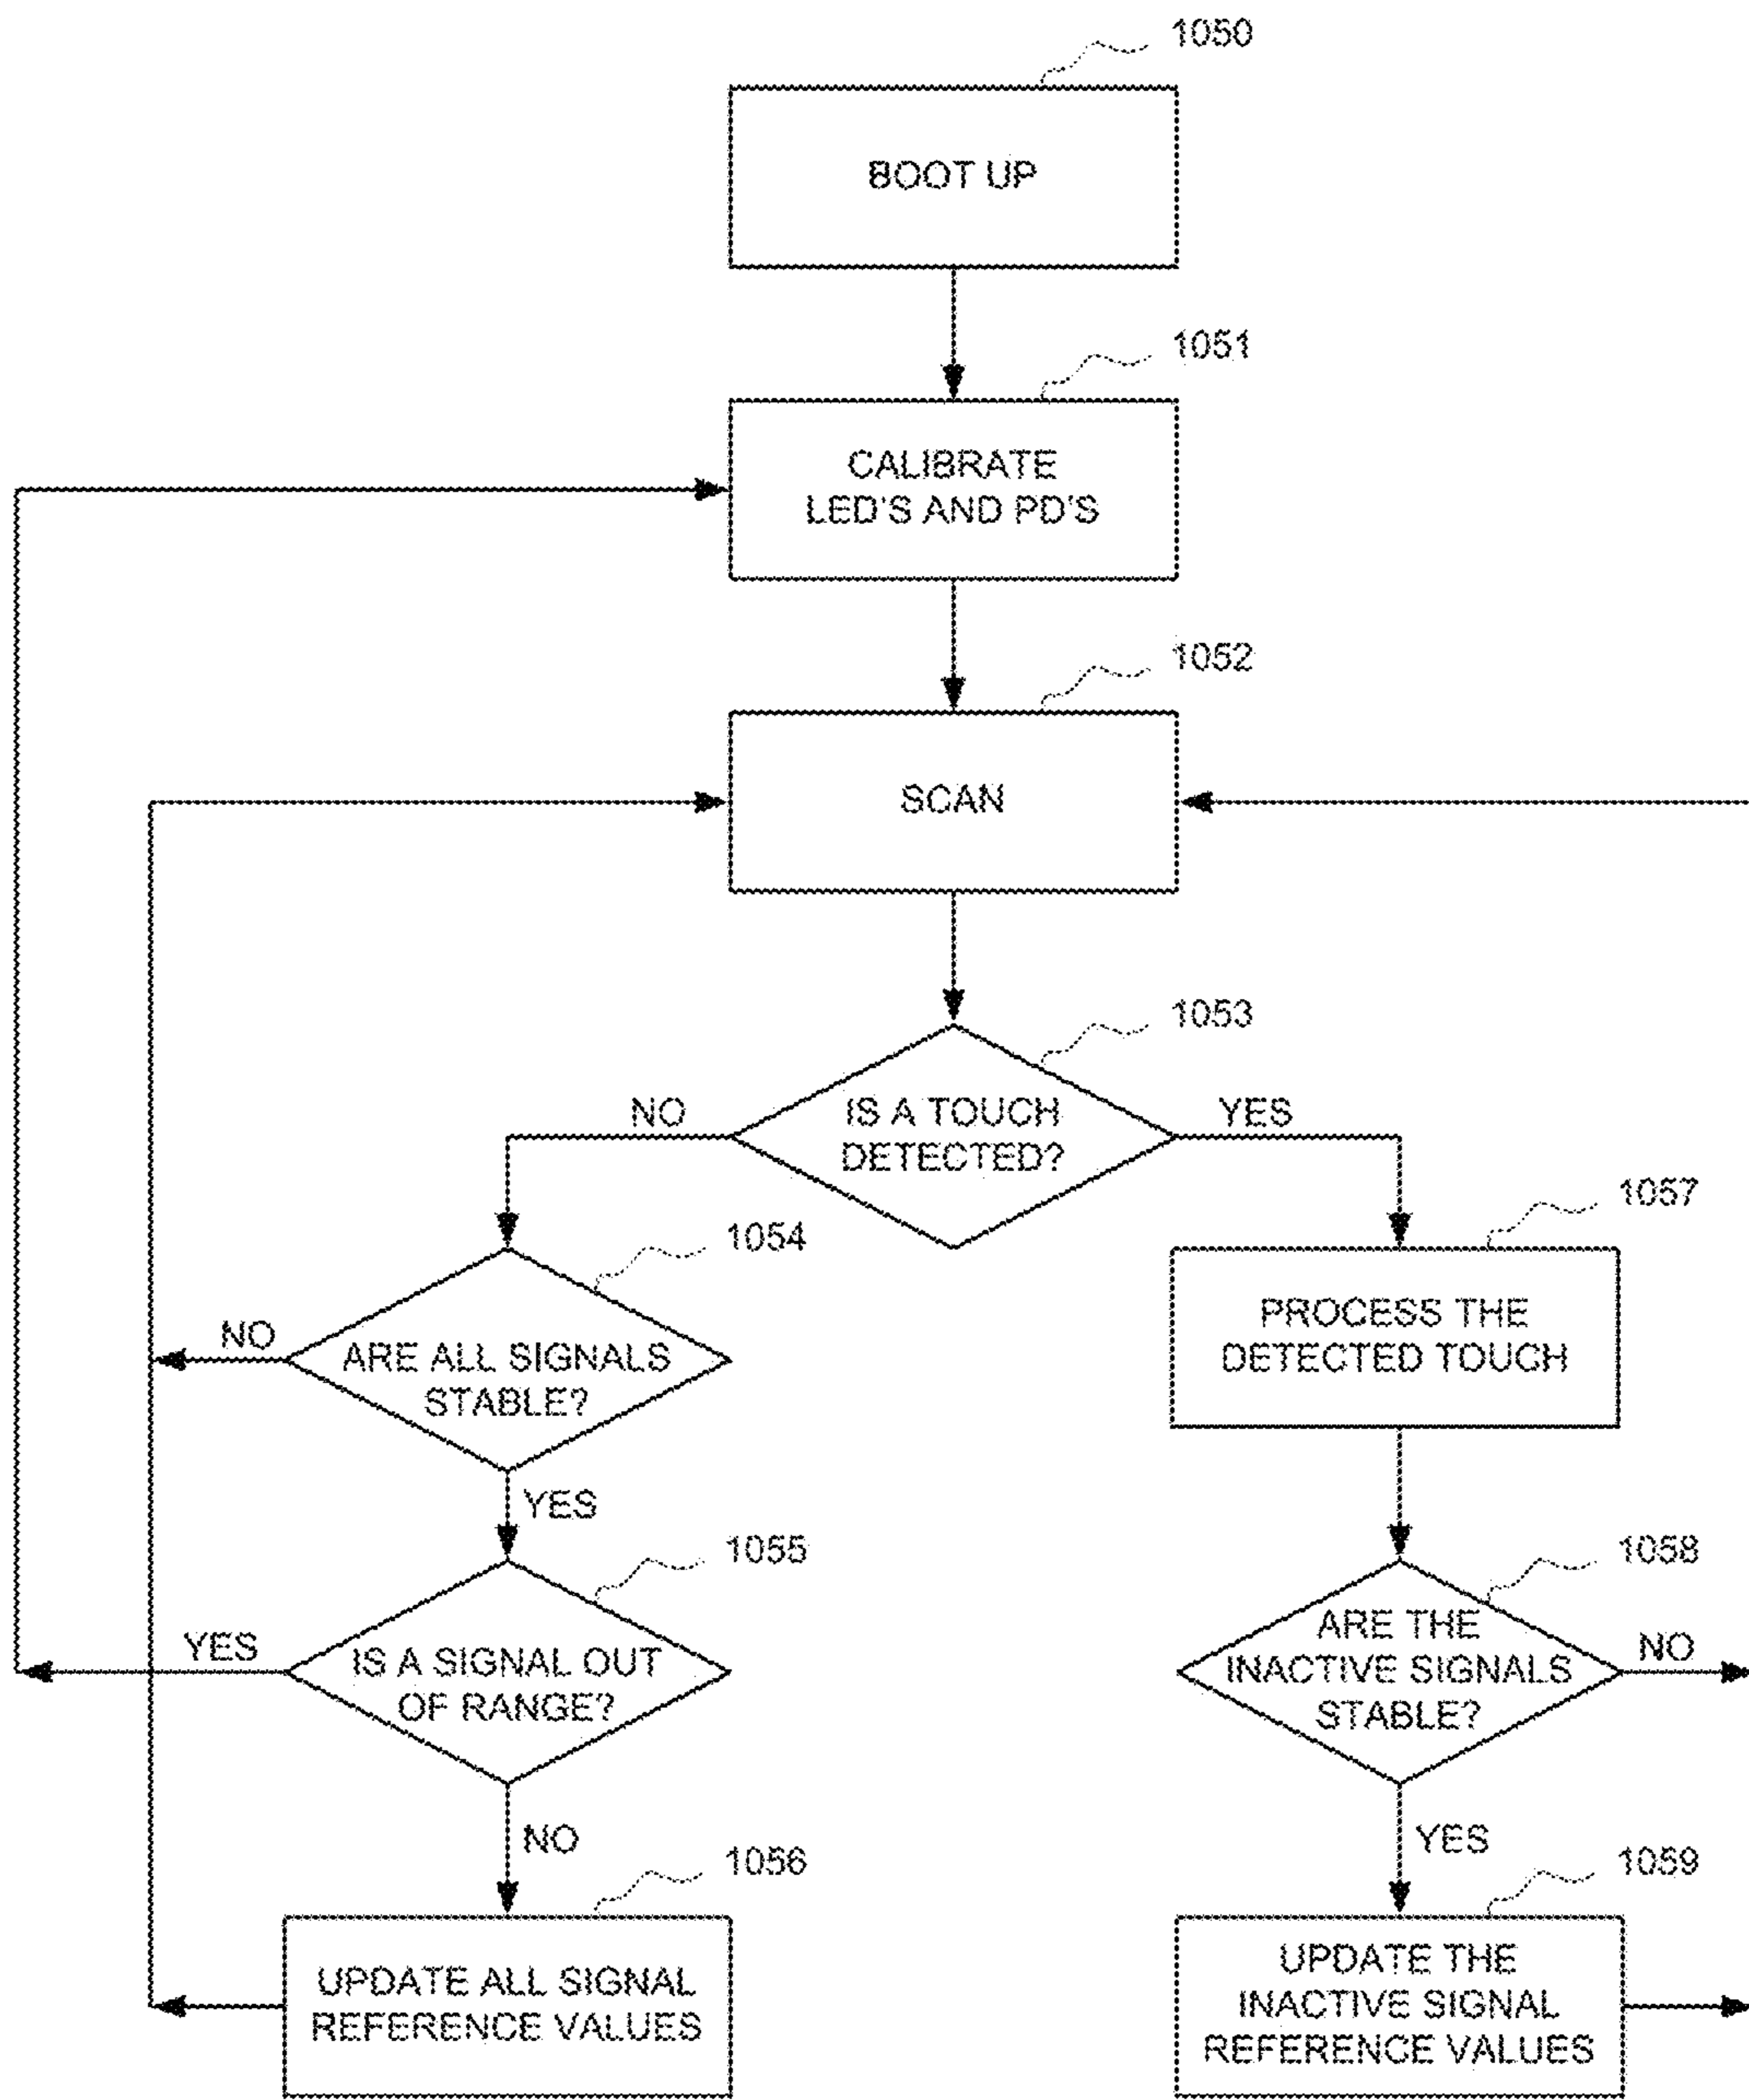 1050
BOOT UP
1051
CALIBRATE
LED'S AND PD'S
1052
SCAN
1053
IS A TOUCH
DETECTED?
NO
YES
1054
ARE ALL SIGNALS
STABLE?
NO
YES
1057
PROCESS THE
DETECTED TOUCH
1055
IS A SIGNAL OUT
OF RANGE?
YES
NO
1058
ARE THE
INACTIVE SIGNALS
STABLE?
NO
YES
1056
UPDATE ALL SIGNAL
REFERENCE VALUES
1059
UPDATE THE
INACTIVE SIGNAL
REFERENCE VALUES